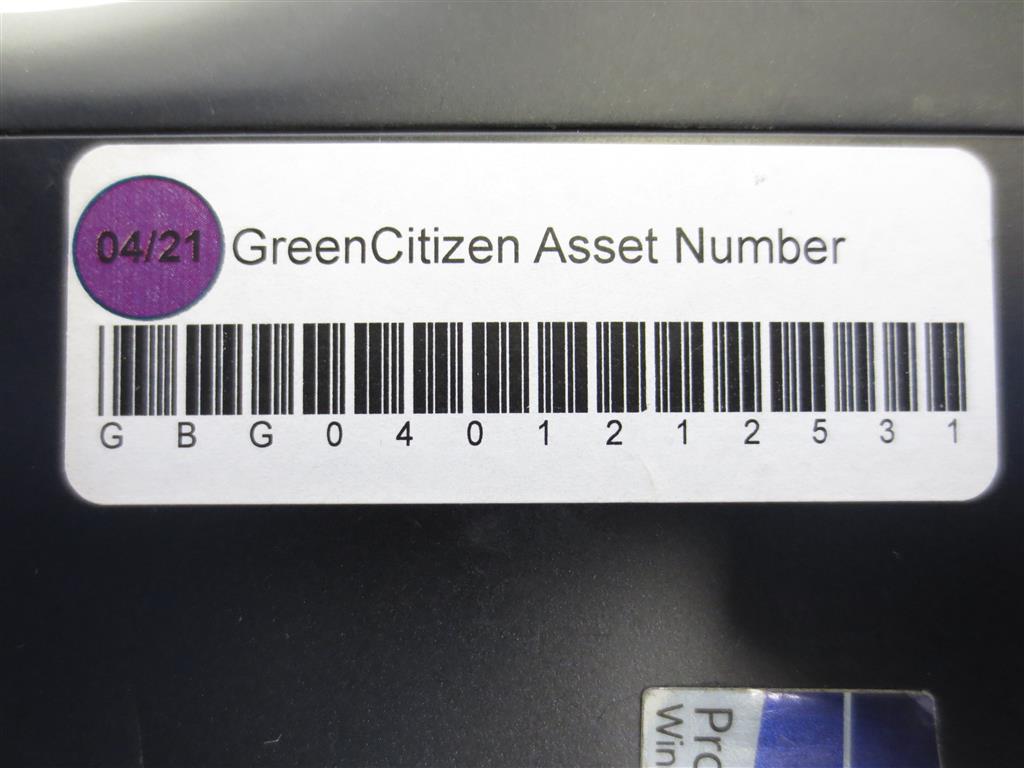 04/21 GreenCitizen Asset Number
G B G 0 4 0 1 2 1 2 5 3 1